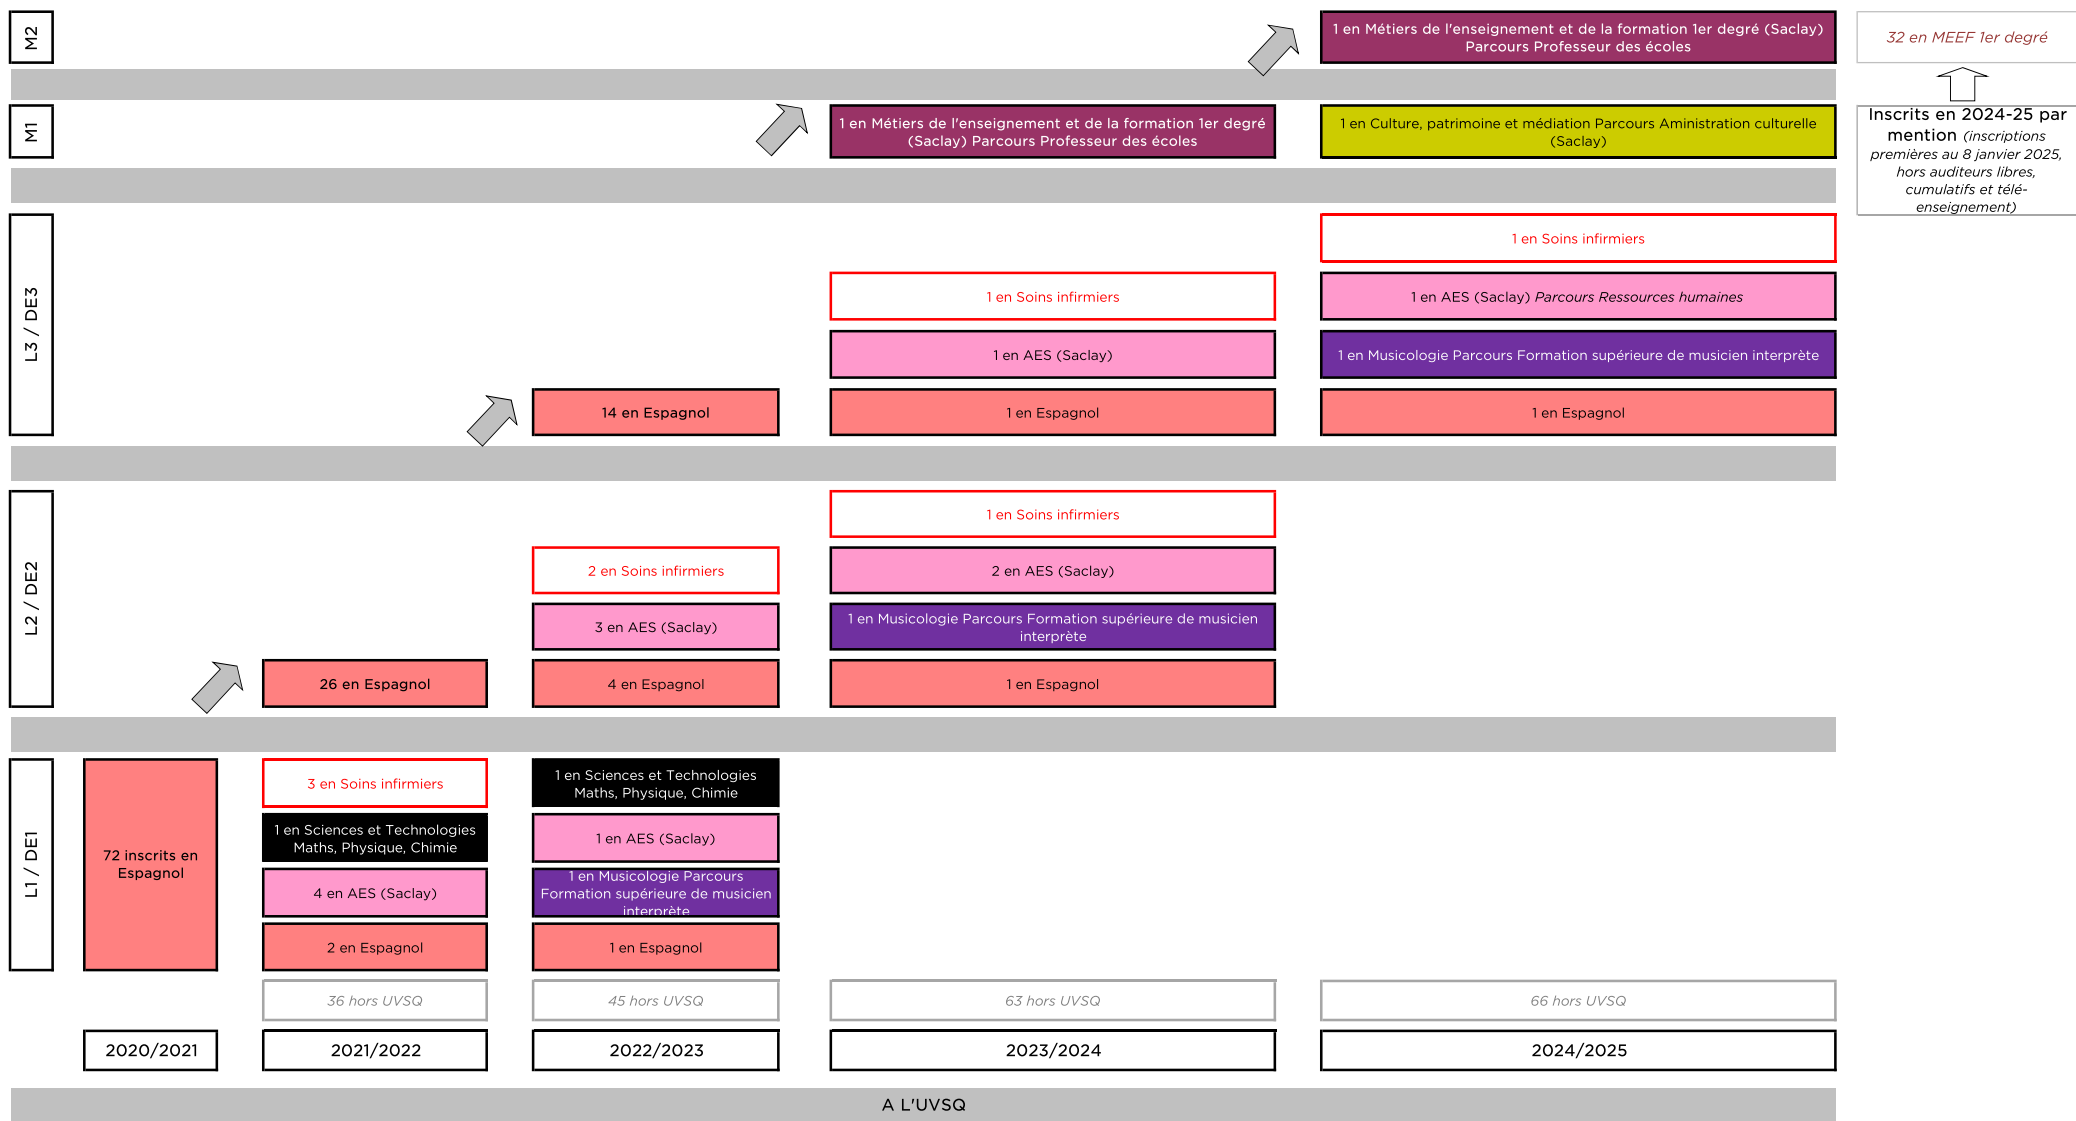 M2
1 en Métiers de l'enseignement et de la formation 1er degré (Saclay)
Parcours Professeur des écoles
32 en MEEF 1er degré
M1
1 en Métiers de l'enseignement et de la formation 1er degré
(Saclay) Parcours Professeur des écoles
1 en Culture, patrimoine et médiation Parcours Aministration culturelle
(Saclay)
Inscrits en 2024-25 par
mention (inscriptions
premières au 8 janvier 2025,
hors auditeurs libres,
cumulatifs et télé-
enseignement)
L3 / DE3
1 en Soins infirmiers
1 en Soins infirmiers
1 en AES (Saclay) Parcours Ressources humaines
1 en AES (Saclay)
1 en Musicologie Parcours Formation supérieure de musicien interprète
14 en Espagnol
1 en Espagnol
1 en Espagnol
L2 / DE2
1 en Soins infirmiers
2 en Soins infirmiers
2 en AES (Saclay)
3 en AES (Saclay)
1 en Musicologie Parcours Formation supérieure de musicien
interprète
26 en Espagnol
4 en Espagnol
1 en Espagnol
L1 / DE1
72 inscrits en
Espagnol
3 en Soins infirmiers
1 en Sciences et Technologies
Maths, Physique, Chimie
1 en Sciences et Technologies
Maths, Physique, Chimie
1 en AES (Saclay)
4 en AES (Saclay)
1 en Musicologie Parcours
Formation supérieure de musicien
interprète
2 en Espagnol
1 en Espagnol
36 hors UVSQ
45 hors UVSQ
63 hors UVSQ
66 hors UVSQ
2020/2021
2021/2022
2022/2023
2023/2024
2024/2025
A L'UVSQ